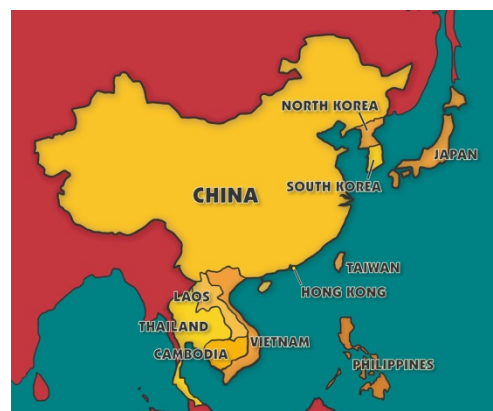 NORTH KOREA
JAPAN
SOUTH KOREA
CHINA
TAIWAN
HONG KONG
LAOS
THAILAND
VIETNAM
CAMBODIA
PHILIPPINES